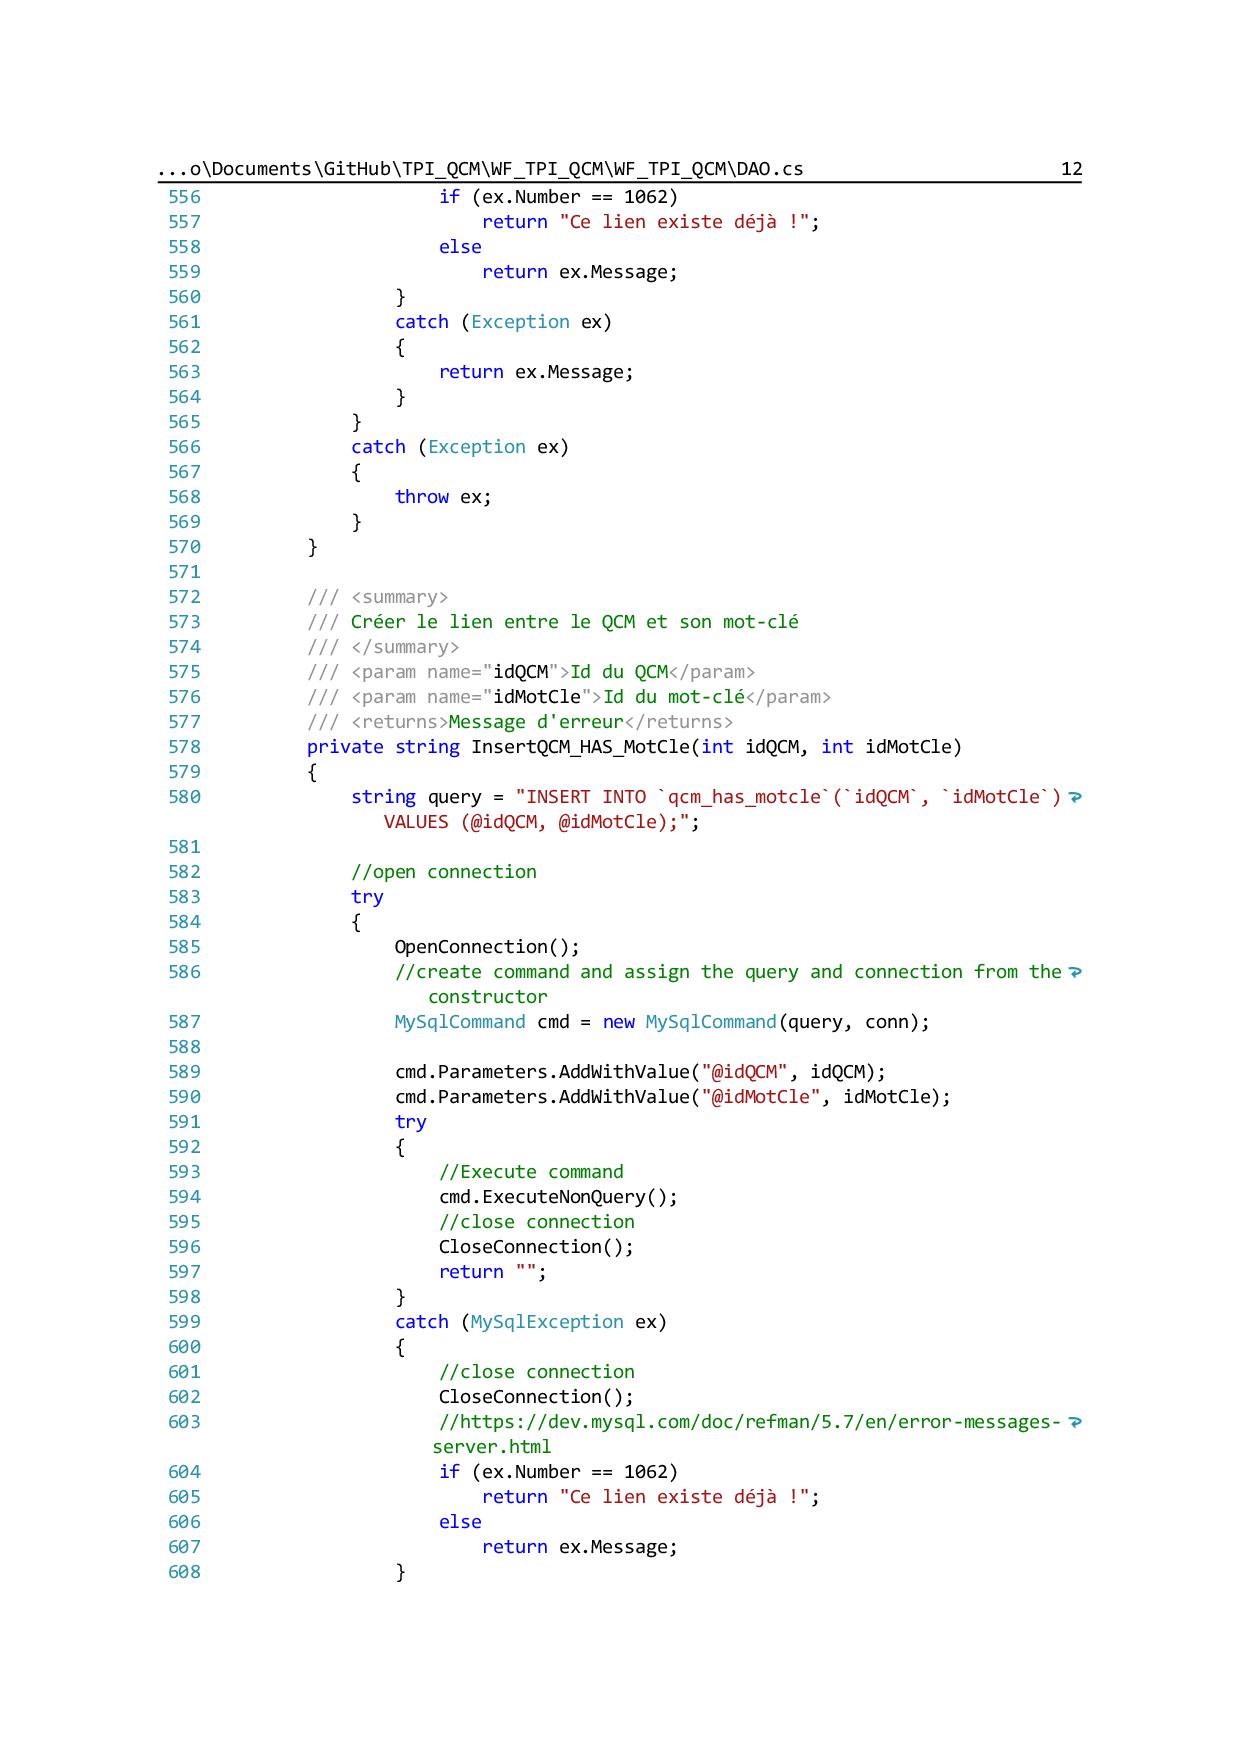 ...o\Documents\GitHub\TPI_QCM\WF_TPI_QCM\WF_TPI_QCM\DAO.cs 12
556 if (ex.Number == 1062)
557 return "Ce lien existe déjà !";
558 else
559 return ex.Message;
560 }
561 catch (Exception ex)
562 {
563 return ex.Message;
564 }
565 }
566 catch (Exception ex)
567 {
568 throw ex;
569 }
570 }
571
572 /// <summary>
573 /// Créer le lien entre le QCM et son mot-clé
574 /// </summary>
575 /// <param name="idQCM">Id du QCM</param>
576 /// <param name="idMotCle">Id du mot-clé</param>
577 /// <returns>Message d'erreur</returns>
578 private string InsertQCM_HAS_MotCle(int idQCM, int idMotCle)
579 {
580 string query = "INSERT INTO `qcm_has_motcle`(`idQCM`, `idMotCle`)
VALUES (@idQCM, @idMotCle);";
581
582 //open connection
583 try
584 {
585 OpenConnection();
586 //create command and assign the query and connection from the
constructor
587 MySqlCommand cmd = new MySqlCommand(query, conn);
588
589 cmd.Parameters.AddWithValue("@idQCM", idQCM);
590 cmd.Parameters.AddWithValue("@idMotCle", idMotCle);
591 try
592 {
593 //Execute command
594 cmd.ExecuteNonQuery();
595 //close connection
596 CloseConnection();
597 return "";
598 }
599 catch (MySqlException ex)
600 {
601 //close connection
602 CloseConnection();
603 //https://dev.mysql.com/doc/refman/5.7/en/error-messages-
server.html
604 if (ex.Number == 1062)
605 return "Ce lien existe déjà !";
606 else
607 return ex.Message;
608 }